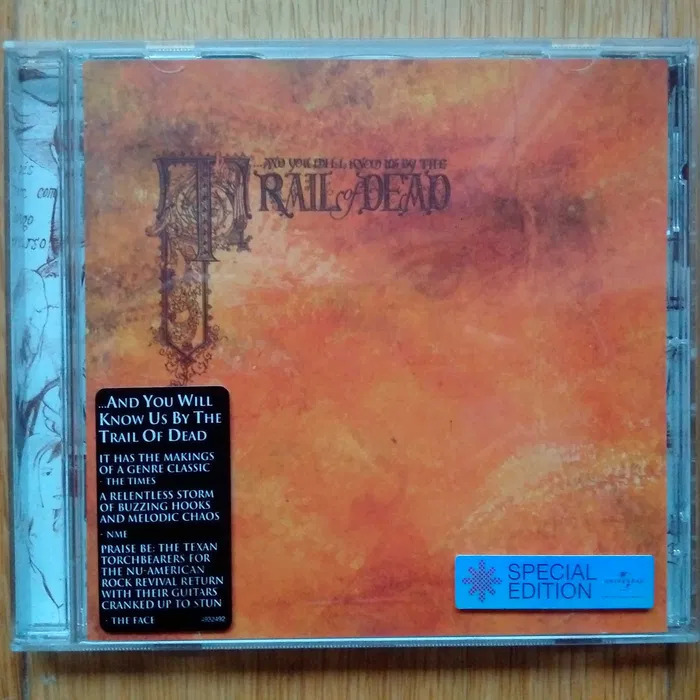 ...AND YOU WILL KNOW US BY THE
TRAIL of DEAD
...AND YOU WILL
KNOW US BY THE
TRAIL OF DEAD
IT HAS THE MAKINGS
OF A GENRE CLASSIC
- THE TIMES
A RELENTLESS STORM
OF BUZZING HOOKS
AND MELODIC CHAOS
- NME
PRAISE BE: THE TEXAN
TORCHBEARERS FOR
THE NU-AMERICAN
ROCK REVIVAL RETURN
WITH THEIR GUITARS
CRANKED UP TO STUN
- THE FACE
4932492
SPECIAL
EDITION
UNIVERSAL